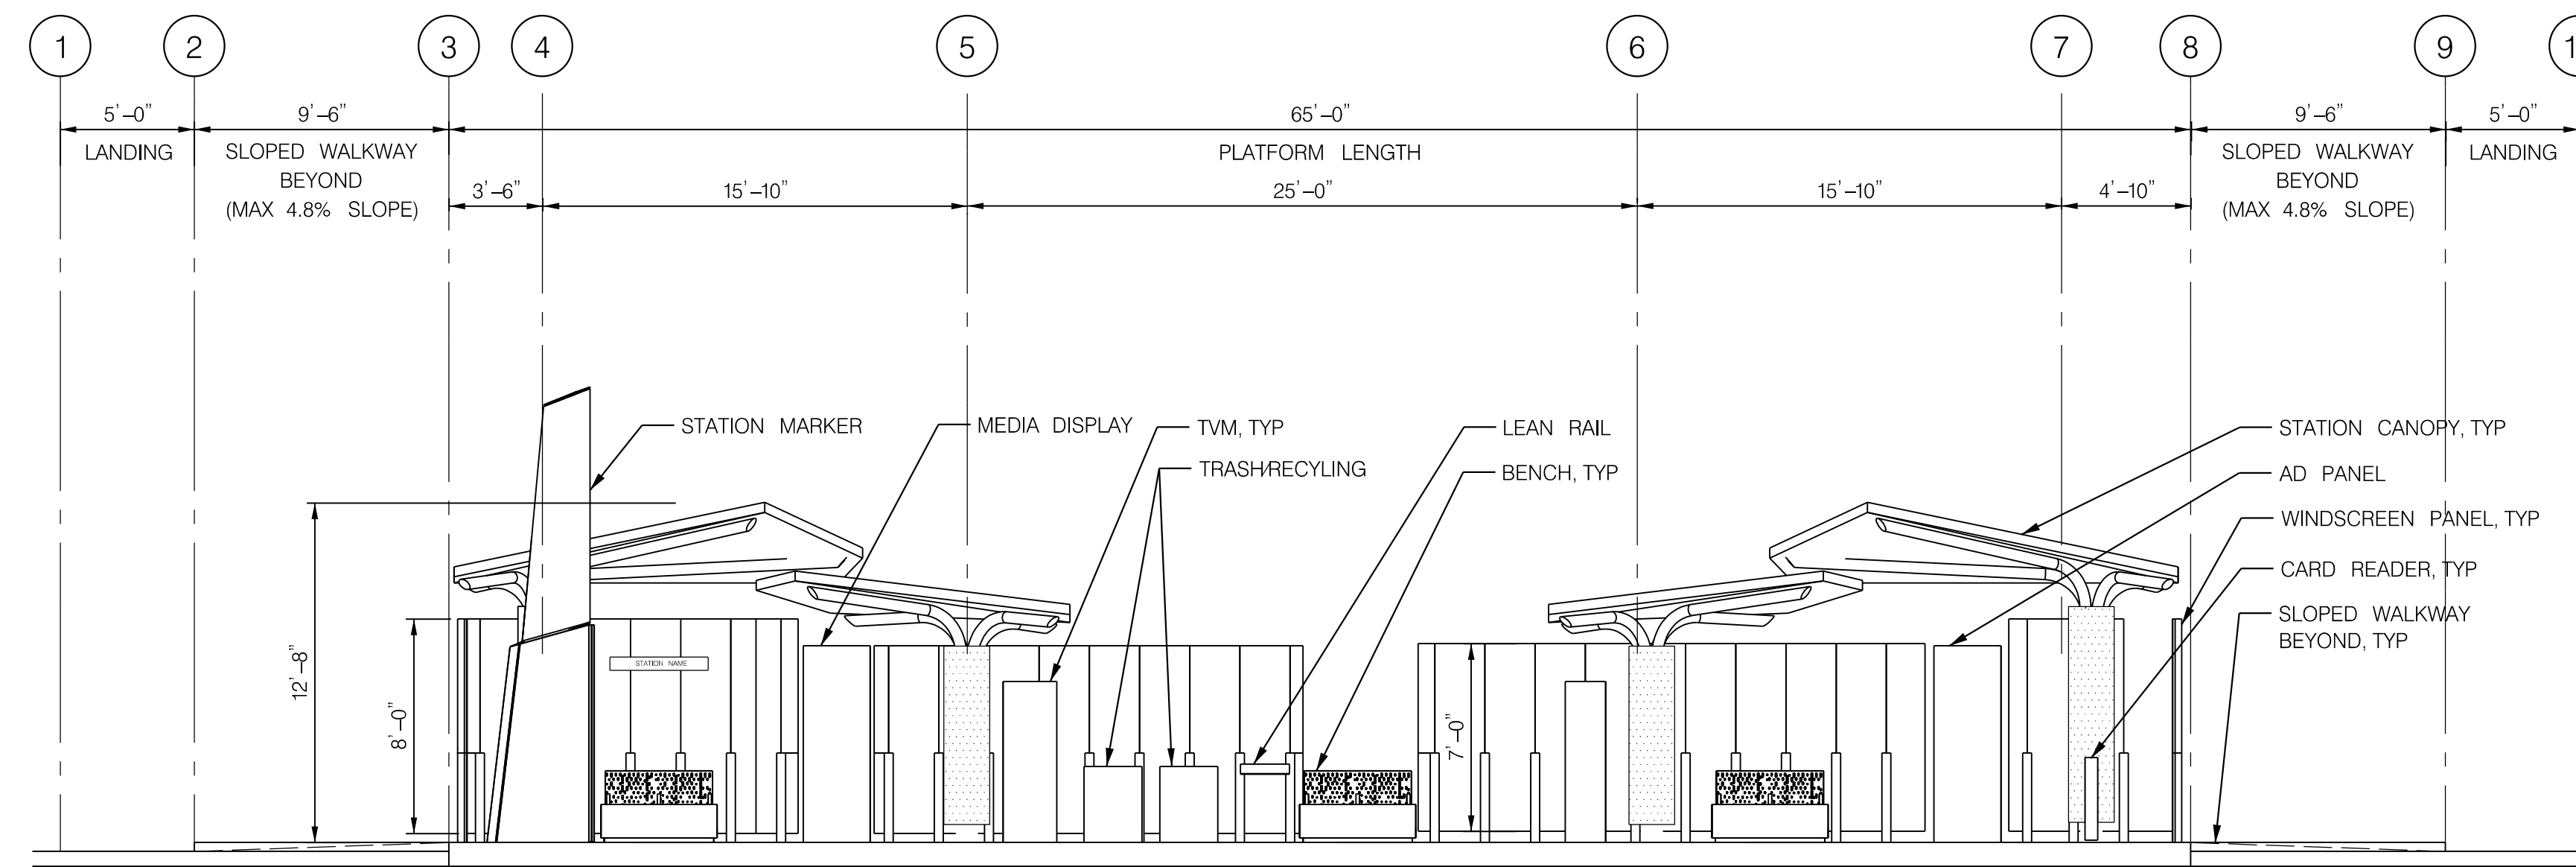 1 2 3 4 5 6 7 8 9
5'-0" 9'-6" 65'-0" 9'-6" 5'-0"
LANDING SLOPED WALKWAY PLATFORM LENGTH SLOPED WALKWAY LANDING
BEYOND BEYOND
3'-6" 15'-10" 25'-0" 15'-10" 4'-10"
(MAX 4.8% SLOPE) (MAX 4.8% SLOPE)
STATION MARKER
MEDIA DISPLAY
TVM, TYP
TRASH/RECYLING
LEAN RAIL
BENCH, TYP
STATION CANOPY, TYP
AD PANEL
WINDSCREEN PANEL, TYP
CARD READER, TYP
SLOPED WALKWAY
BEYOND, TYP
12'-8"
8'-0"
STATION NAME
7'-0"